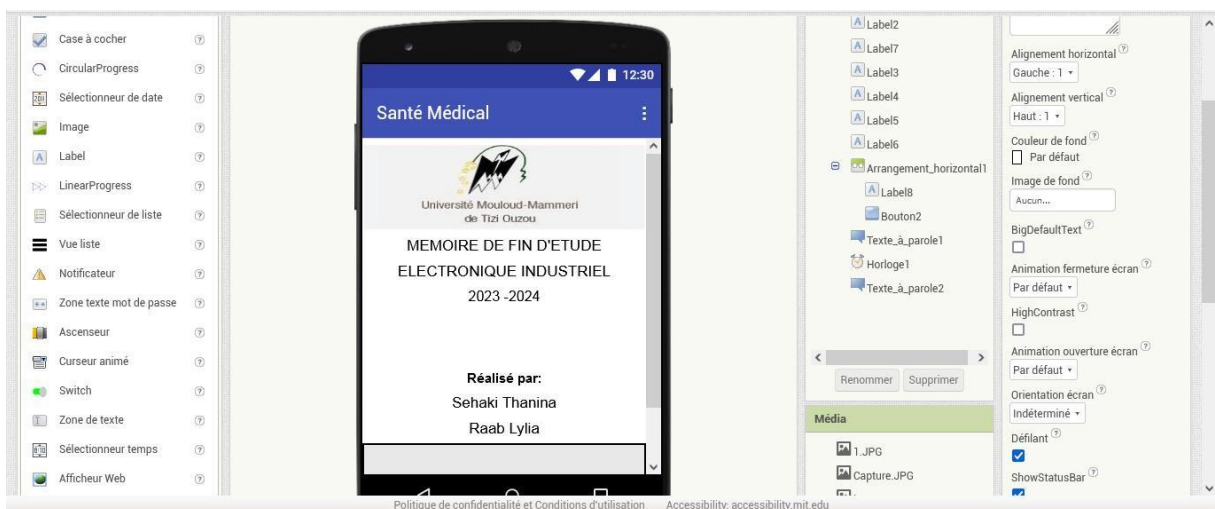 Case à cocher
CircularProgress
Sélectionneur de date
Image
Label
LinearProgress
Sélectionneur de liste
Vue liste
Notificateur
Zone texte mot de passe
Ascenseur
Curseur animé
Switch
Zone de texte
Sélectionneur temps
Afficheur Web
12:30
Santé Médical
Université Mouloud-Mammeri
de Tizi Ouzou
MEMOIRE DE FIN D'ETUDE
ELECTRONIQUE INDUSTRIEL
2023 -2024
Réalisé par:
Sehaki Thanina
Raab Lylia
Label2
Label7
Label3
Label4
Label5
Label6
Arrangement_horizontal1
Label8
Bouton2
Texte_à_parole1
Horloge1
Texte_à_parole2
Renommer Supprimer
Média
1.JPG
Capture.JPG
Alignement horizontal
Gauche : 1
Alignement vertical
Haut : 1
Couleur de fond
Par défaut
Image de fond
Aucun...
BigDefaultText
Animation fermeture écran
Par défaut
HighContrast
Animation ouverture écran
Par défaut
Orientation écran
Indéterminé
Défilant
ShowStatusBar
Politique de confidentialité et Conditions d'utilisation Accessibility: accessibility.mit.edu